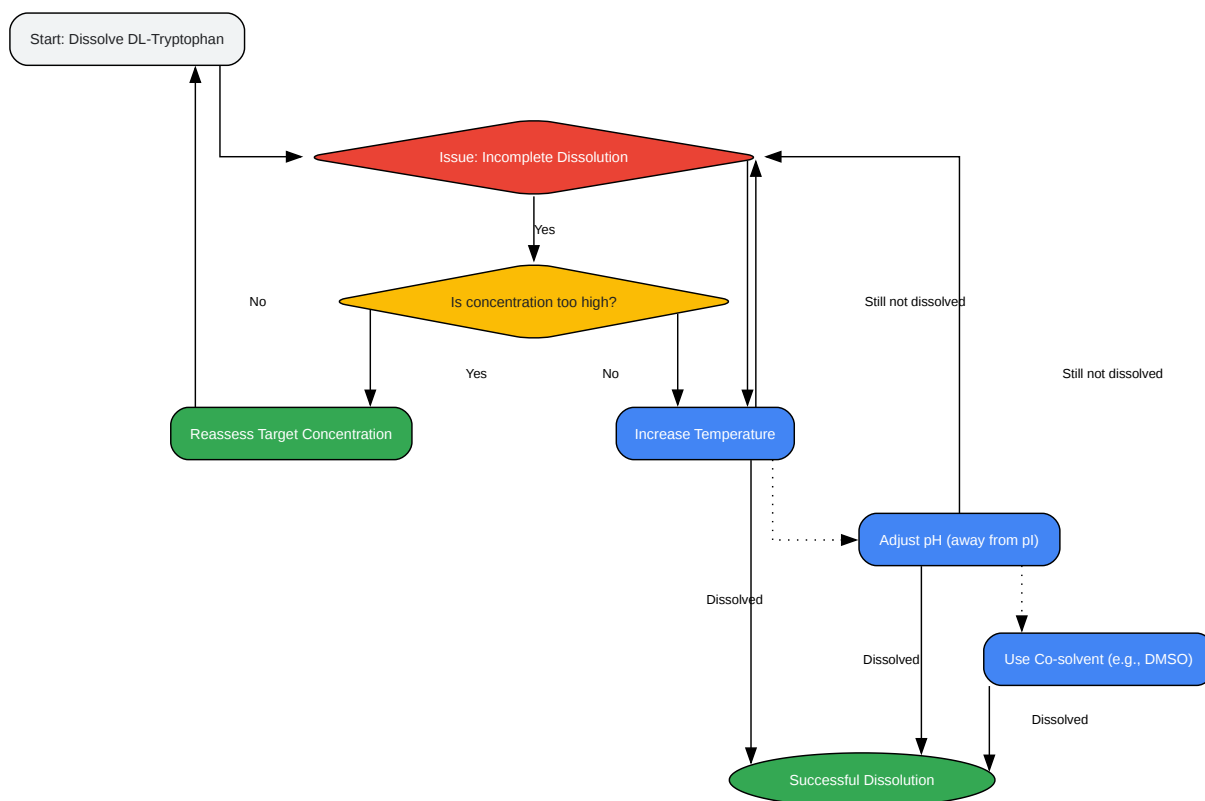 Start: Dissolve DL-Tryptophan
Issue: Incomplete Dissolution
Yes
No
Is concentration too high?
Still not dissolved
Yes
No
Still not dissolved
Reassess Target Concentration
Increase Temperature
Adjust pH (away from pI)
Dissolved
Dissolved
Use Co-solvent (e.g., DMSO)
Dissolved
Successful Dissolution